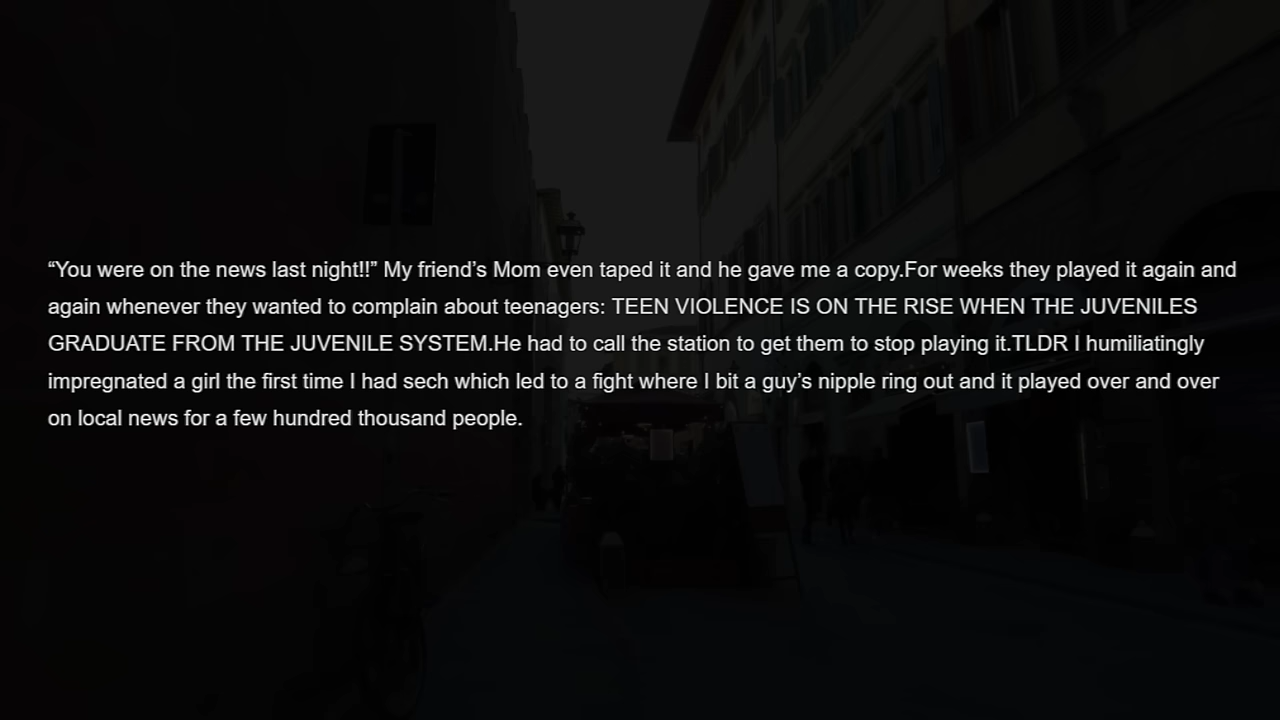 “You were on the news last night!!” My friend’s Mom even taped it and he gave me a copy.For weeks they played it again and
again whenever they wanted to complain about teenagers: TEEN VIOLENCE IS ON THE RISE WHEN THE JUVENILES
GRADUATE FROM THE JUVENILE SYSTEM.He had to call the station to get them to stop playing it.TLDR I humiliatingly
impregnated a girl the first time I had sech which led to a fight where I bit a guy’s nipple ring out and it played over and over
on local news for a few hundred thousand people.